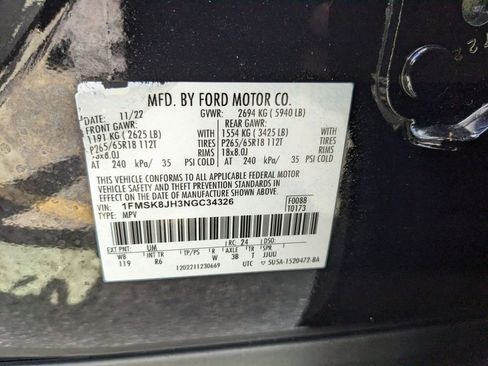 MFD. BY FORD MOTOR CO.
11/22 GVWR: 2694 KG ( 5940 LB)
FRONT GAWR: REAR GAWR:
1191 KG ( 2625 LB) 1554 KG ( 3425 LB)
P265/65R18 112T TIRES P265/65R18 112T TIRES
18x8.0J RIMS 18x8.0J RIMS
AT 240 kPa/ 35 PSI COLD AT 240 kPa/ 35 PSI COLD
THIS VEHICLE CONFORMS TO ALL APPLICABLE FEDERAL MOTOR
VEHICLE SAFETY AND THEFT PREVENTION STANDARDS IN
EFFECT ON THE DATE OF MANUFACTURE SHOWN ABOVE.
VIN: 1FMSK8JH3NGC34326 F0088
TYPE: MPV T0173
EXT PNT: UM RC: 24 DSO:
WB INT TR TP/PS R AXLE TR SPR
119 R6 G W 3B T JJUU
1202211230669 UTC 5U5A-1520472-BA